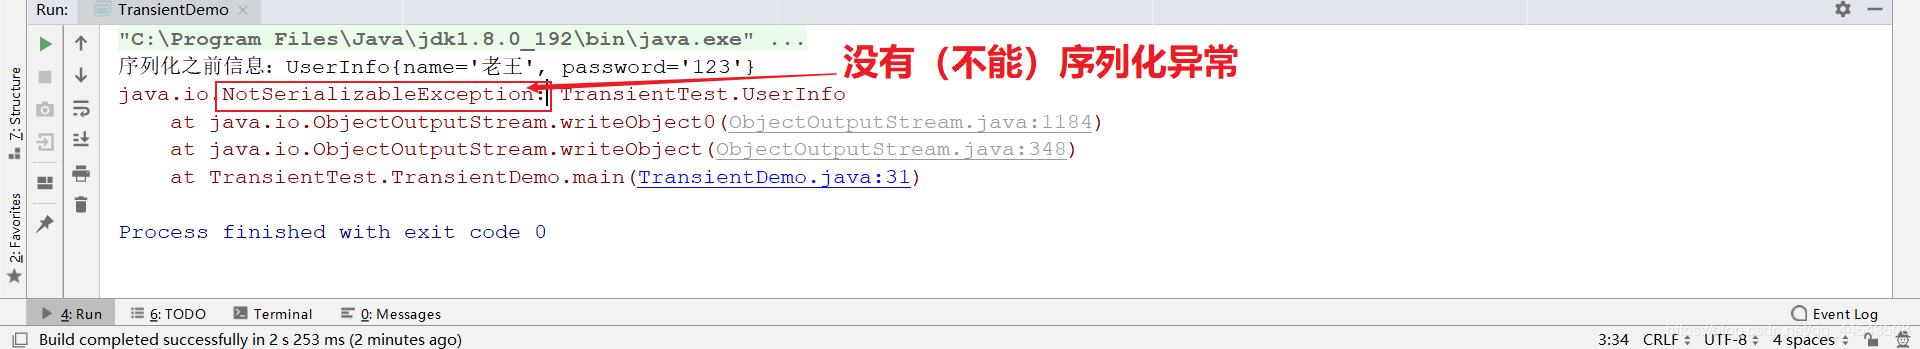 Run: TransientDemo ×
"C:\Program Files\Java\jdk1.8.0_192\bin\java.exe" ...
序列化之前信息：UserInfo{name='老王', password='123'}
没有（不能）序列化异常
java.io.NotSerializableException: TransientTest.UserInfo
at java.io.ObjectOutputStream.writeObject0(ObjectOutputStream.java:1184)
at java.io.ObjectOutputStream.writeObject(ObjectOutputStream.java:348)
at TransientTest.TransientDemo.main(TransientDemo.java:31)
Process finished with exit code 0
7: Structure
2: Favorites
4: Run 6: TODO Terminal 0: Messages Event Log
Build completed successfully in 2 s 253 ms (2 minutes ago) 3:34 CRLF UTF-8 4 spaces